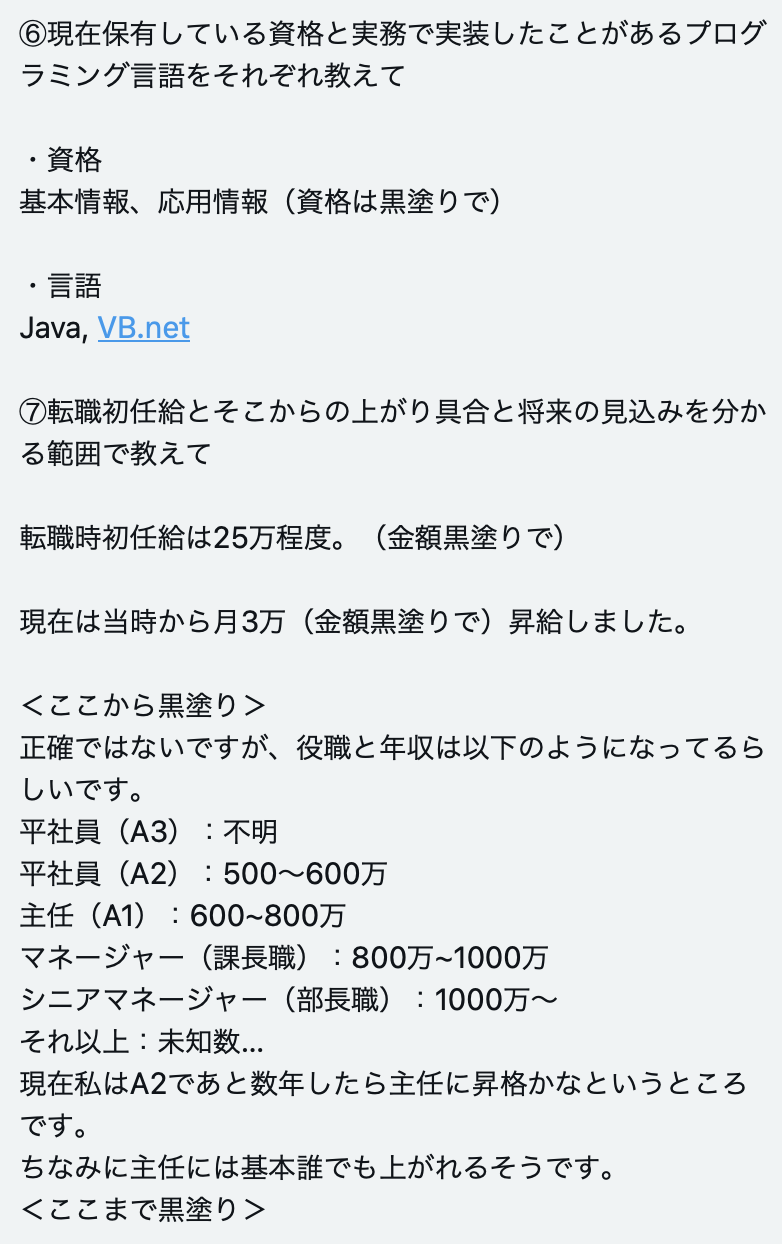 ⑥現在保有している資格と実務で実装したことがあるプログ
ラミング言語をそれぞれ教えて
・資格
基本情報、応用情報（資格は黒塗りで）
・言語
Java, VB.net
⑦転職初任給とそこからの上がり具合と将来の見込みを分か
る範囲で教えて
転職時初任給は25万程度。（金額黒塗りで）
現在は当時から月3万（金額黒塗りで）昇給しました。
＜ここから黒塗り＞
正確ではないですが、役職と年収は以下のようになってるら
しいです。
平社員（A3）：不明
平社員（A2）：500〜600万
主任（A1）：600~800万
マネージャー（課長職）：800万~1000万
シニアマネージャー（部長職）：1000万〜
それ以上：未知数...
現在私はA2であと数年したら主任に昇格かなというところ
です。
ちなみに主任には基本誰でも上がれるそうです。
＜ここまで黒塗り＞